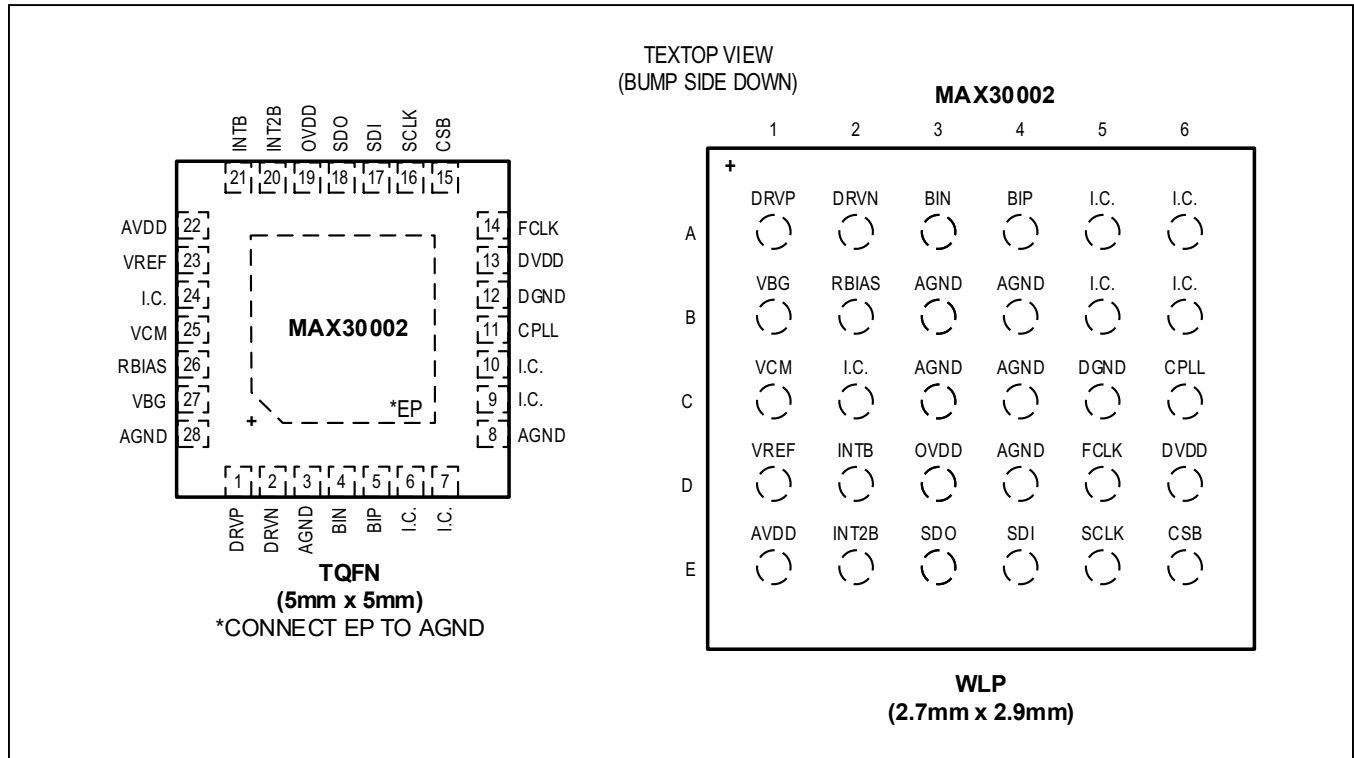 TEXTOP VIEW
(BUMP SIDE DOWN)
INTB
INT2B
OVDD
SDO
SDI
SCLK
CSB
21 20 19 18 17 16 15
AVDD 22
VREF 23
I.C. 24
VCM 25
RBIAS 26
VBG 27
AGND 28
14 FCLK
13 DVDD
12 DGND
11 CPLL
10 I.C.
9 I.C.
8 AGND
MAX30002
*EP
+
1 2 3 4 5 6 7
DRVP
DRVN
AGND
BIN
BIP
I.C.
I.C.
TQFN
(5mm x 5mm)
*CONNECT EP TO AGND
MAX30002
1 2 3 4 5 6
+
DRVP DRVN BIN BIP I.C. I.C.
A
VBG RBIAS AGND AGND I.C. I.C.
B
VCM I.C. AGND AGND DGND CPLL
C
VREF INTB OVDD AGND FCLK DVDD
D
AVDD INT2B SDO SDI SCLK CSB
E
WLP
(2.7mm x 2.9mm)